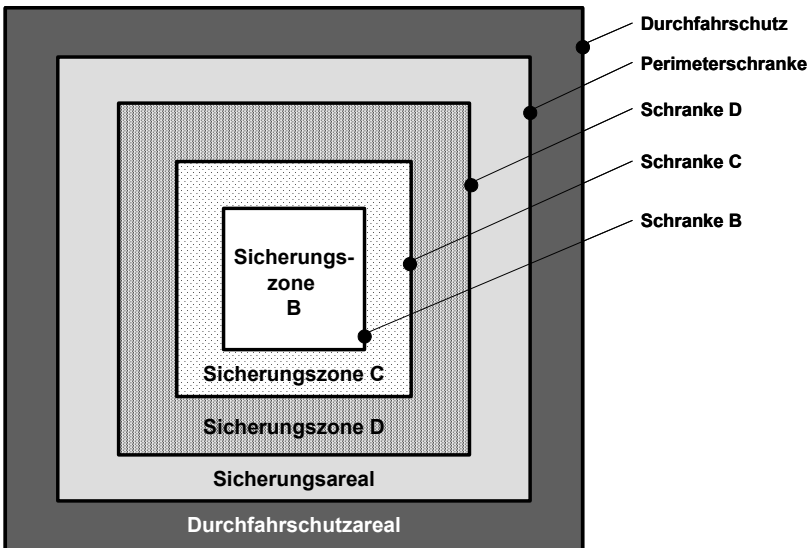 Durchfahrschutz
Perimeterschranke
Schranke D
Schranke C
Schranke B
Sicherungs-
zone
B
Sicherungszone C
Sicherungszone D
Sicherungsareal
Durchfahrschutzareal